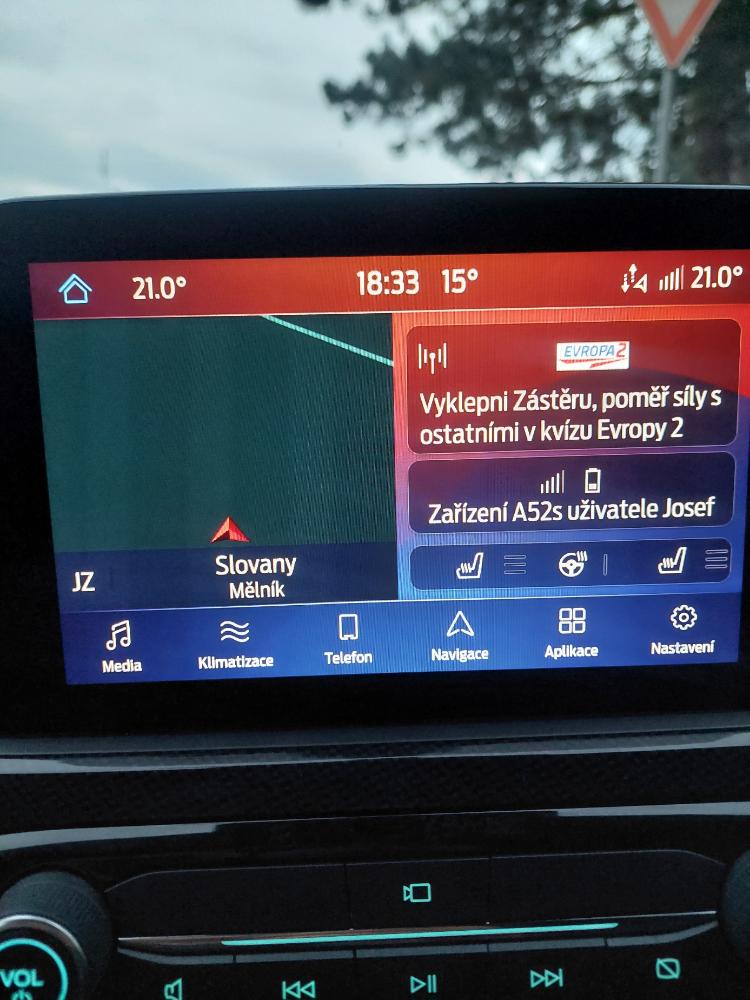 21.0°
18:33 15°
21.0°
EVROPA 2
Vyklepni Zástěru, poměř síly s
ostatními v kvízu Evropy 2
Zařízení A52s uživatele Josef
JZ
Slovany
Mělník
Media
Klimatizace
Telefon
Navigace
Aplikace
Nastavení
VOL